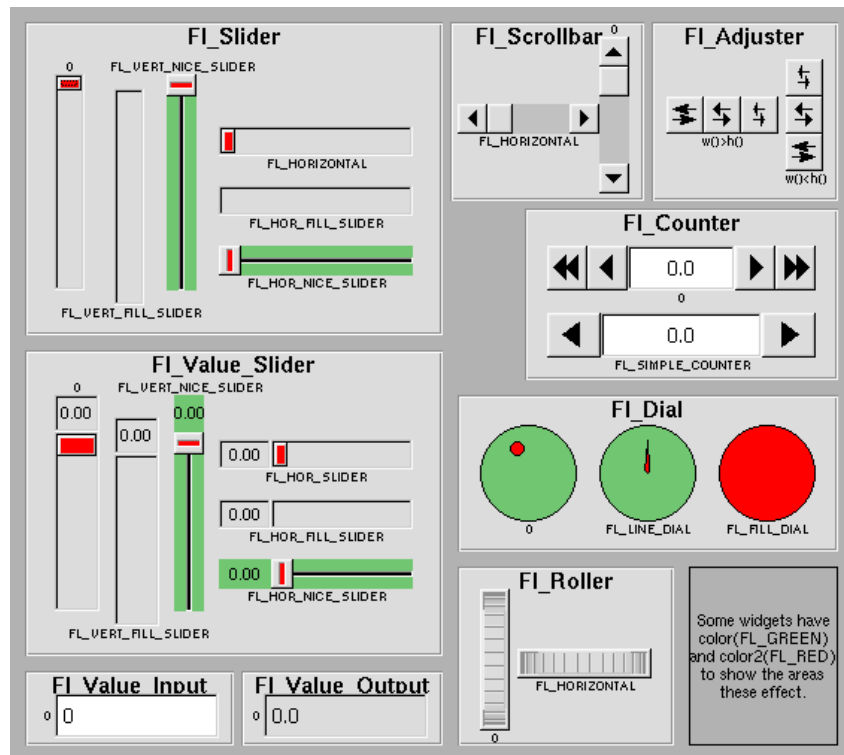 Fl_Slider
0
FL_VERT_NICE_SLIDER
FL_HORIZONTAL
FL_HOR_FILL_SLIDER
FL_HOR_NICE_SLIDER
FL_VERT_FILL_SLIDER
Fl_Scrollbar
0
FL_HORIZONTAL
Fl_Adjuster
w()>h()
w()<h()
Fl_Counter
0.0
0
0.0
FL_SIMPLE_COUNTER
Fl_Value_Slider
0
FL_VERT_NICE_SLIDER
0.00
0.00
0.00
0.00
FL_HOR_SLIDER
0.00
FL_HOR_FILL_SLIDER
0.00
FL_HOR_NICE_SLIDER
FL_VERT_FILL_SLIDER
Fl_Dial
0
FL_LINE_DIAL
FL_FILL_DIAL
Fl_Roller
FL_HORIZONTAL
0
Some widgets have
color(FL_GREEN)
and color2(FL_RED)
to show the areas
these effect.
Fl_Value_Input
0
0
Fl_Value_Output
0
0.0